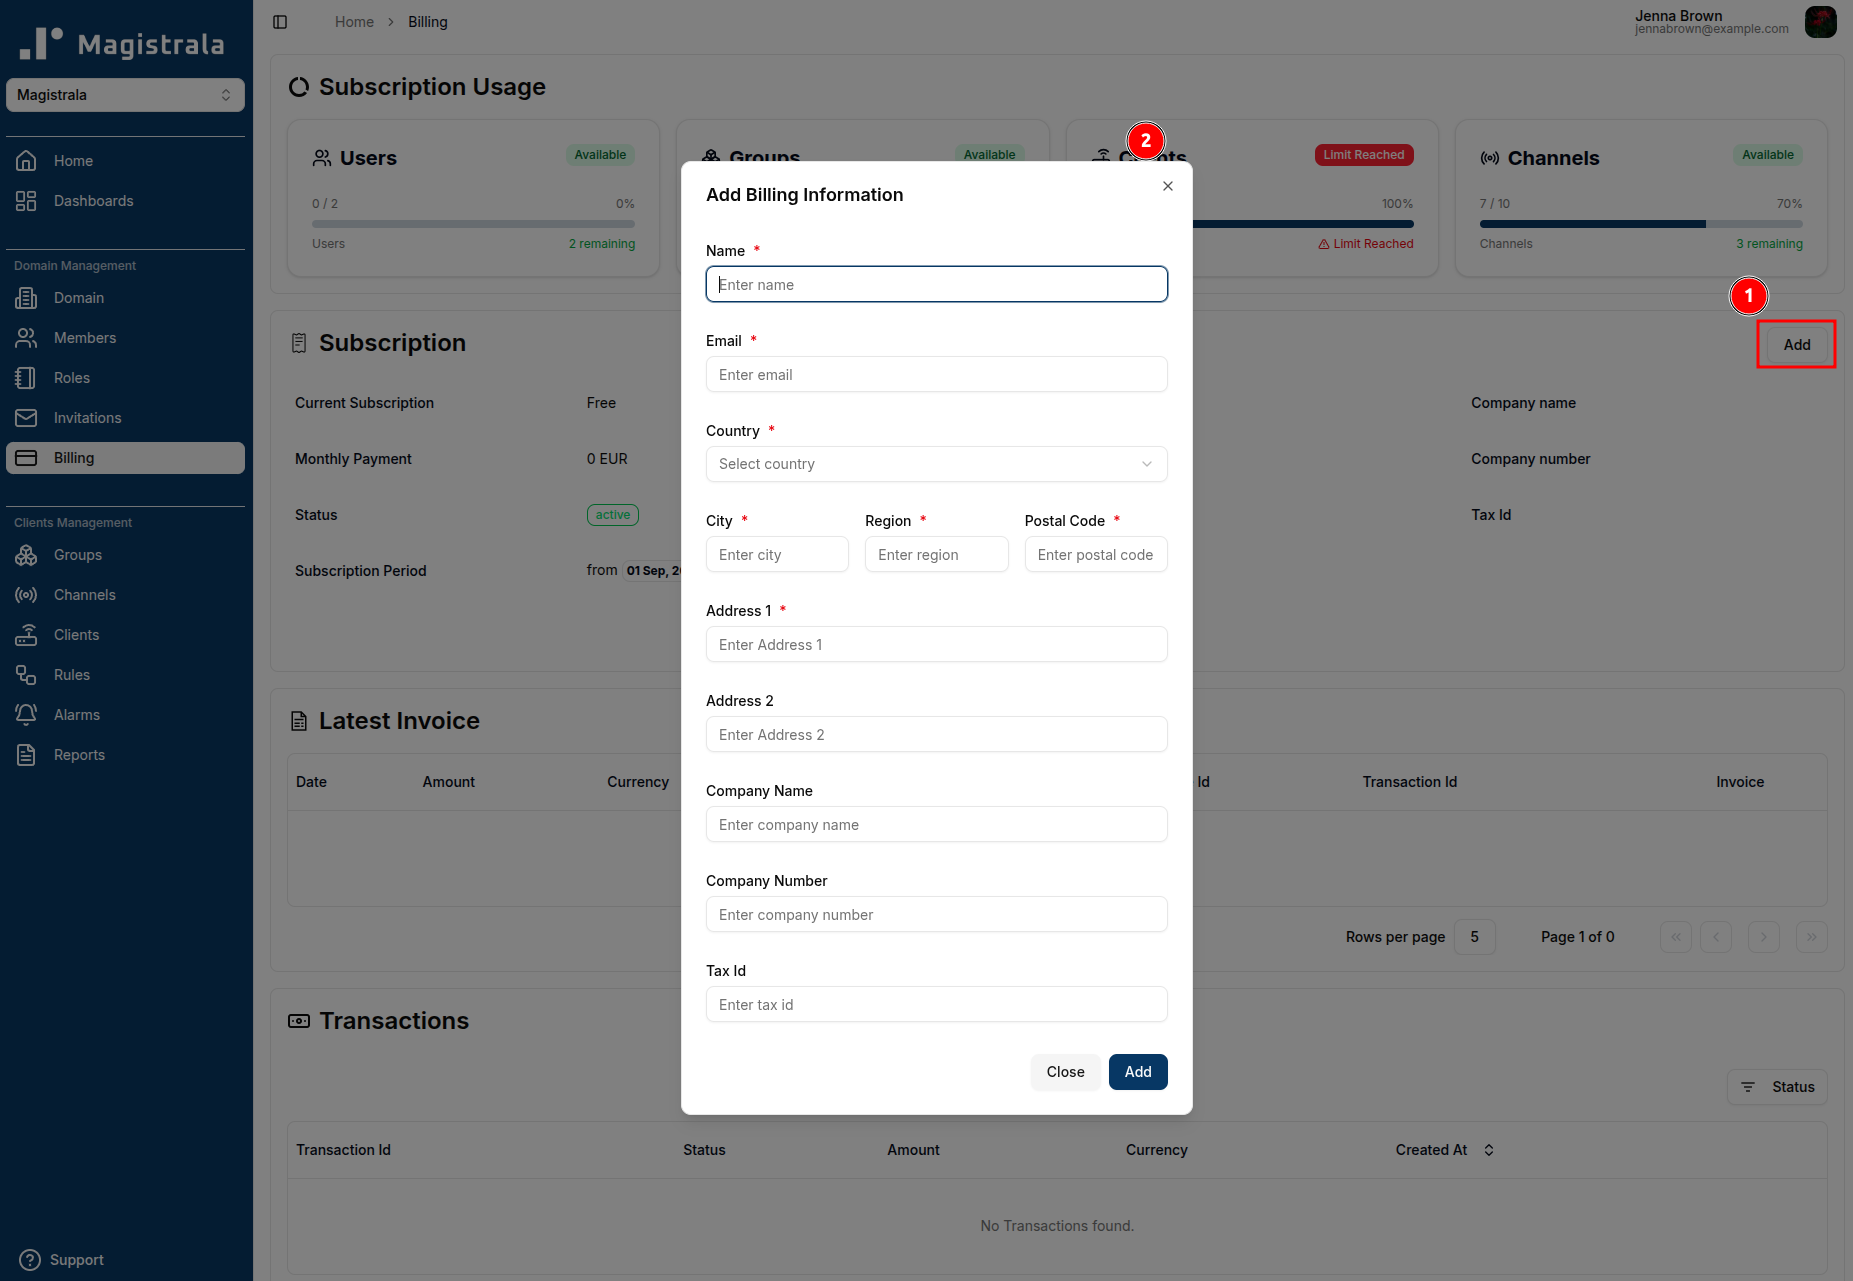 Magistrala
Magistrala
Home
Dashboards
Domain Management
Domain
Members
Roles
Invitations
Billing
Clients Management
Groups
Channels
Clients
Rules
Alarms
Reports
Support
Home > Billing
Jenna Brown
jennabrown@example.com
Subscription Usage
Users Available
0 / 2 0%
Users 2 remaining
Groups Available
Limit Reached
100%
Limit Reached
Channels Available
7 / 10 70%
Channels 3 remaining
2
1
Subscription
Add
Current Subscription Free
Monthly Payment 0 EUR
Status active
Subscription Period from 01 Sep,
Company name
Company number
Tax Id
Latest Invoice
Date Amount Currency Id Transaction Id Invoice
Rows per page 5 Page 1 of 0
Transactions
Status
Transaction Id Status Amount Currency Created At
No Transactions found.
Add Billing Information
Name *
Enter name
Email *
Enter email
Country *
Select country
City * Region * Postal Code *
Enter city Enter region Enter postal code
Address 1 *
Enter Address 1
Address 2
Enter Address 2
Company Name
Enter company name
Company Number
Enter company number
Tax Id
Enter tax id
Close Add